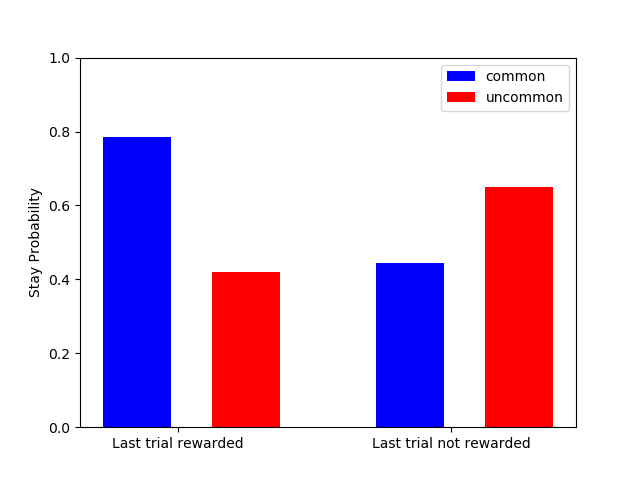 common
uncommon
Stay Probability
1.0
0.8
0.6
0.4
0.2
0.0
Last trial rewarded
Last trial not rewarded